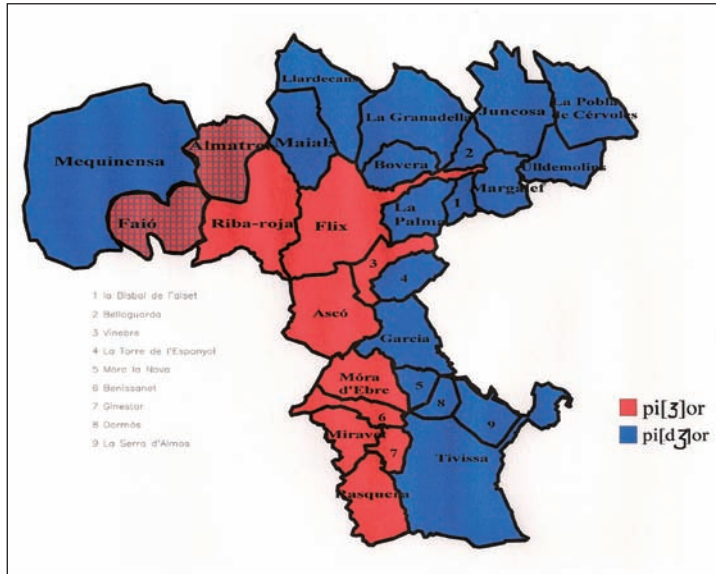 Llardecans
La Granadella
Juncosa
La Pobla
de Cérvoles
Almatret
Maials
2
Mequinensa
Bovera
Ulldemolins
Margalef
La
Palma
1
Faió
Riba-roja
Flix
3
4
1 la Bisbal de Falset
2 Bellaguarda
3 Vinebre
4 La Torre de l'Espanyol
5 Móra la Nova
6 Benissanet
7 Ginestar
8 Darmós
9 La Serra d'Almos
Ascó
Garcia
Móra
d'Ebre
5
8
9
6
Miravet
7
Tivissa
Rasquera
pi[ʒ]or
pi[dʒ]or